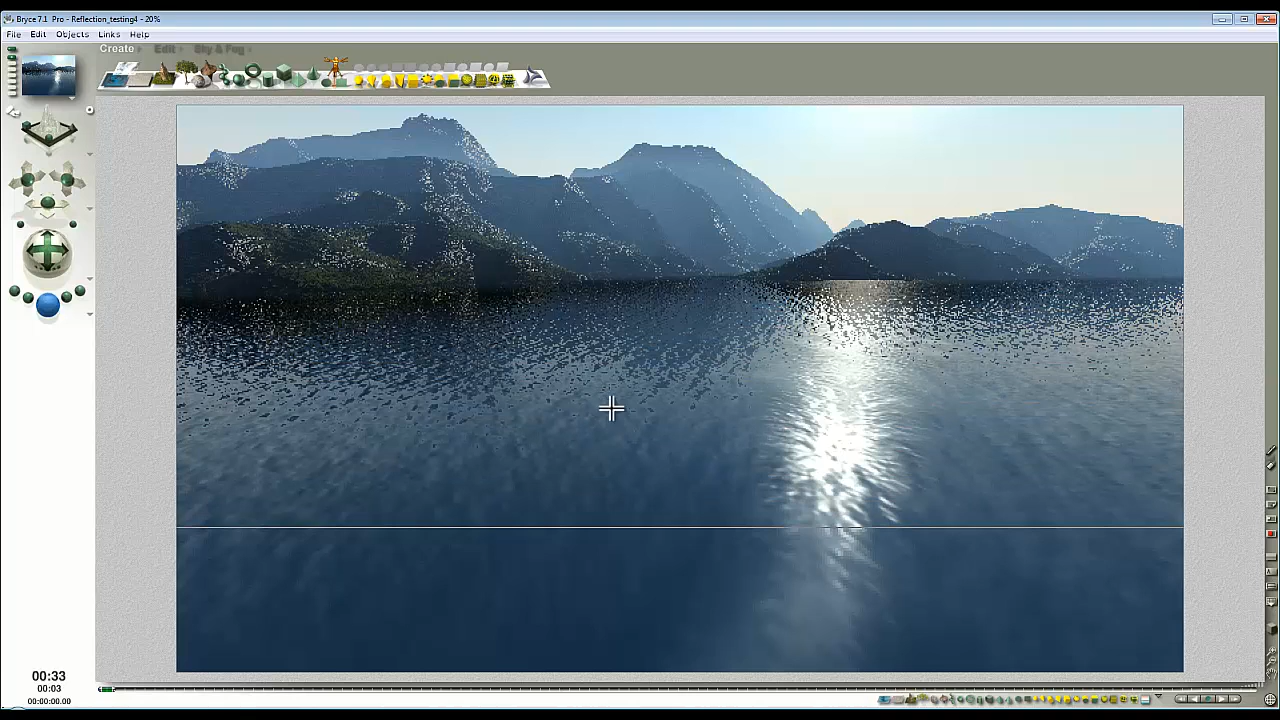 Bryce 7.1 Pro - Reflection_testing4 - 20%
File Edit Objects Links Help
Create Edit Sky & Fog
00:33
00:03
00:00:00.00